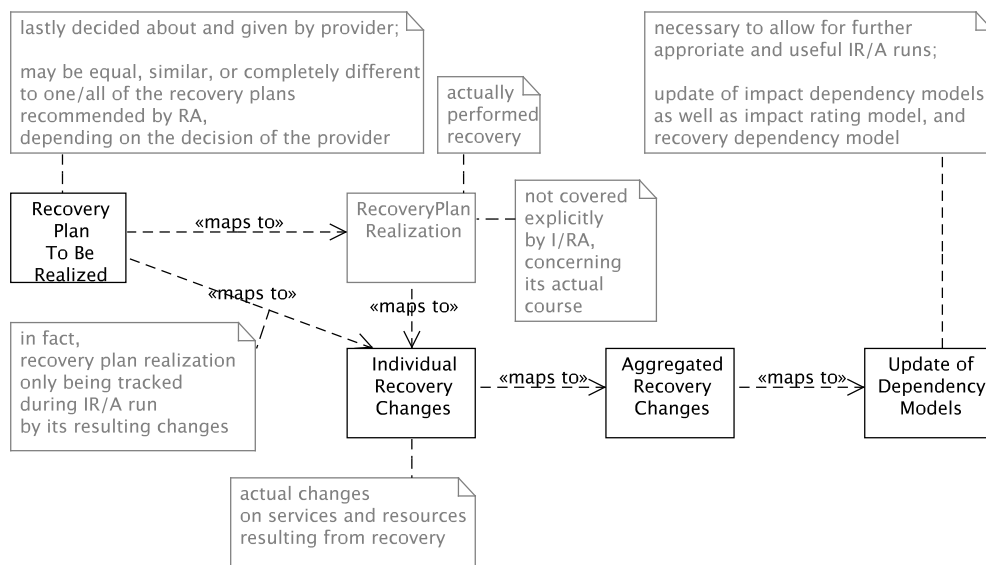 lastly decided about and given by provider;
may be equal, similar, or completely different
to one/all of the recovery plans
recommended by RA,
depending on the decision of the provider
actually
performed
recovery
necessary to allow for further
approriate and useful IR/A runs;
update of impact dependency models
as well as impact rating model, and
recovery dependency model
Recovery
Plan
To Be
Realized
«maps to»
RecoveryPlan
Realization
not covered
explicitly
by I/RA,
concerning
its actual
course
«maps to»
«maps to»
in fact,
recovery plan realization
only being tracked
during IR/A run
by its resulting changes
Individual
Recovery
Changes
«maps to»
Aggregated
Recovery
Changes
«maps to»
Update of
Dependency
Models
actual changes
on services and resources
resulting from recovery